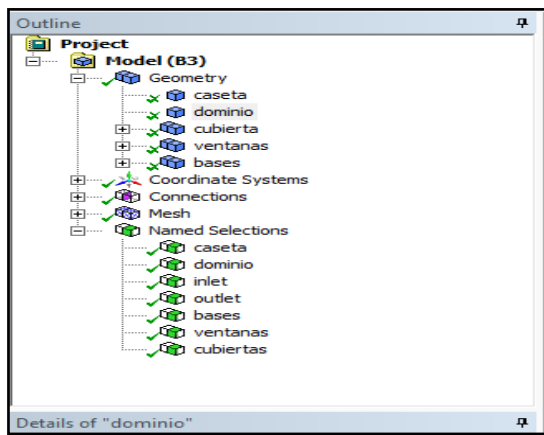 Outline
Project
Model (B3)
Geometry
caseta
dominio
cubierta
ventanas
bases
Coordinate Systems
Connections
Mesh
Named Selections
caseta
dominio
inlet
outlet
bases
ventanas
cubiertas
Details of "dominio"